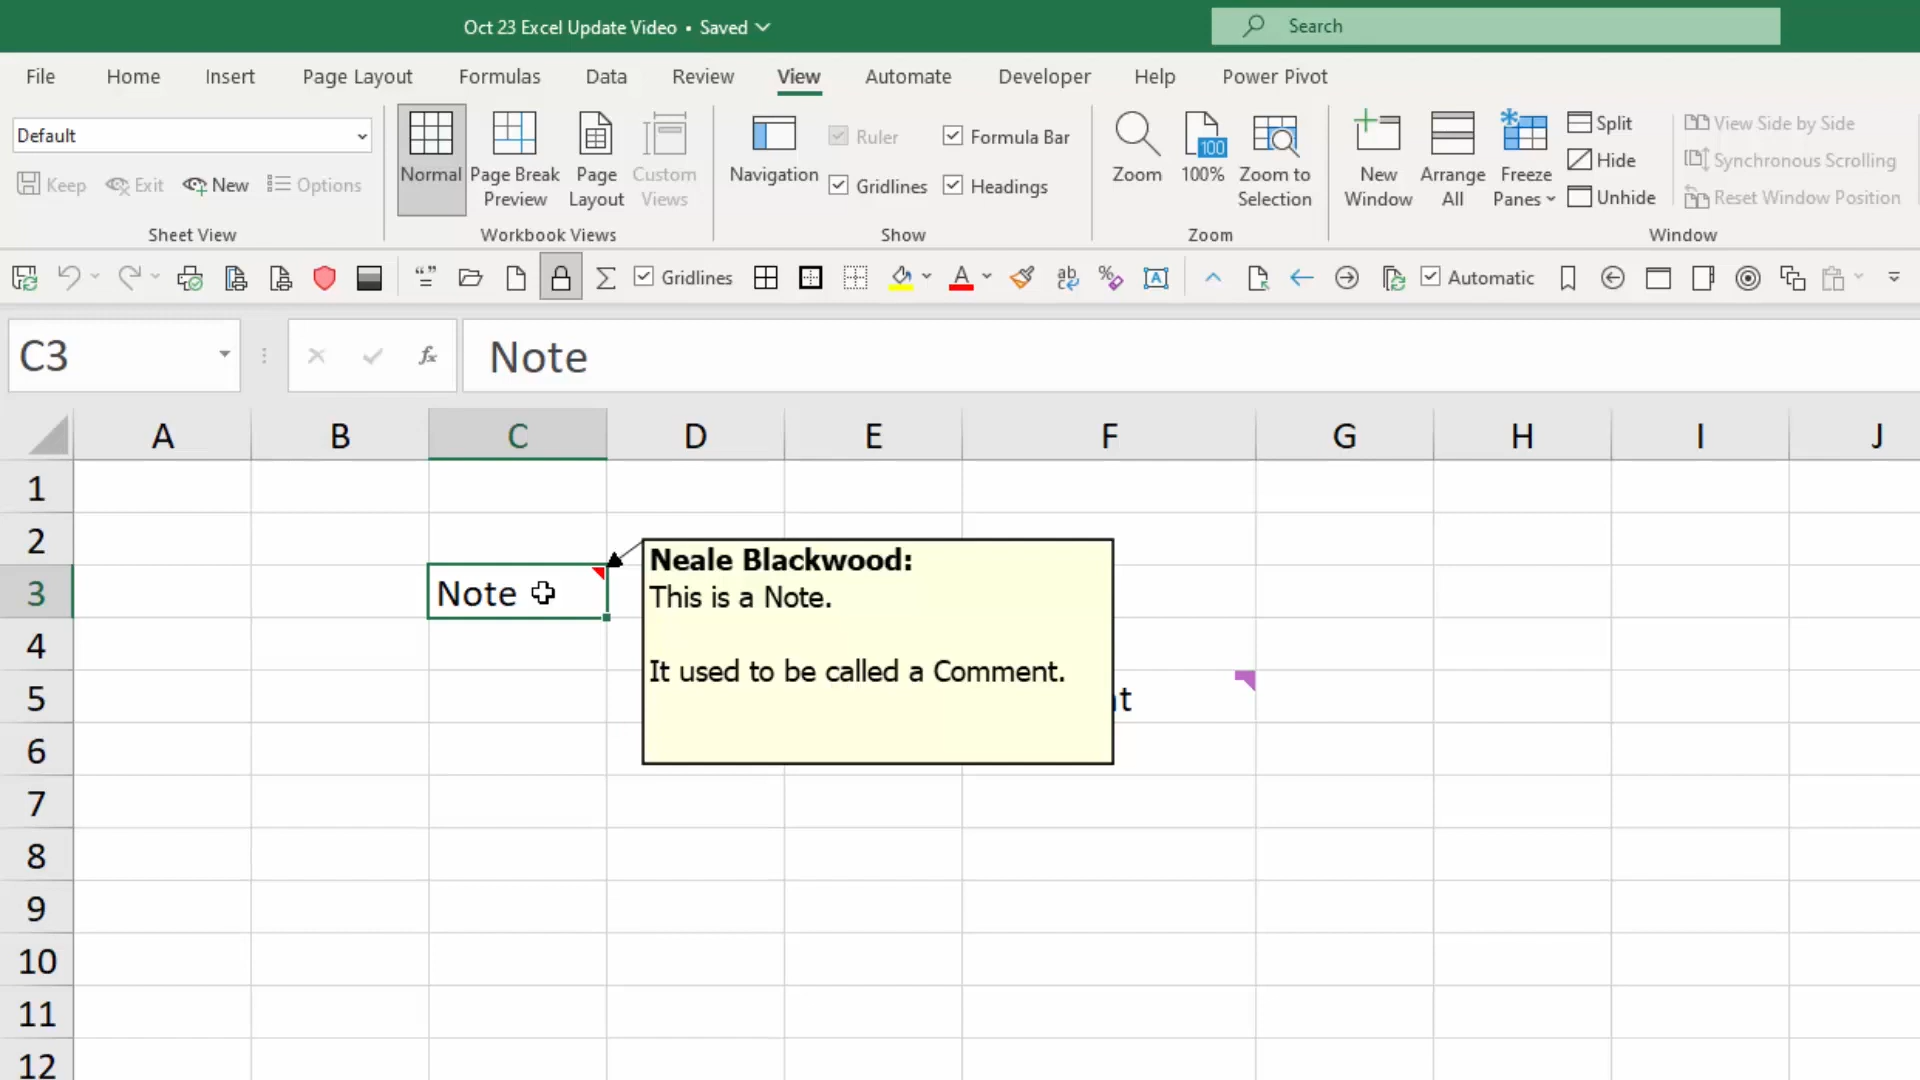 Oct 23 Excel Update Video • Saved
Search
File Home Insert Page Layout Formulas Data Review View Automate Developer Help Power Pivot
Default
Keep Exit New Options
Sheet View
Normal
Page Break Preview
Page Layout
Custom Views
Workbook Views
Navigation
Ruler
Formula Bar
Gridlines
Headings
Show
Zoom
100
100%
Zoom to Selection
Zoom
New Window
Arrange All
Freeze Panes
Split
Hide
Unhide
View Side by Side
Synchronous Scrolling
Reset Window Position
Window
Gridlines
Automatic
C3
fx
Note
A B C D E F G H I J
1
2
3
Note
Neale Blackwood:
This is a Note.
It used to be called a Comment.
4
5
t
6
7
8
9
10
11
12